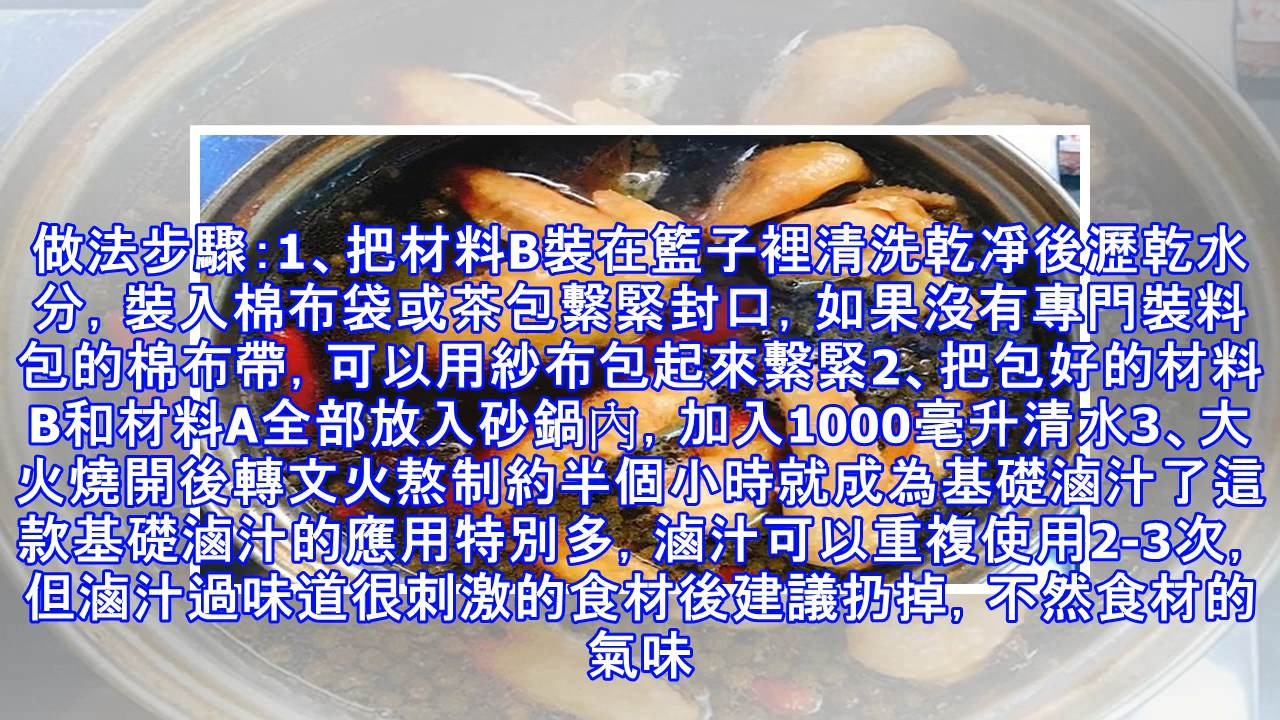 做法步驟:1、把材料B裝在籃子裡清洗乾凈後瀝乾水
分, 裝入棉布袋或茶包繫緊封口, 如果沒有專門裝料
包的棉布帶, 可以用紗布包起來繫緊2、把包好的材料
B和材料A全部放入砂鍋內, 加入1000毫升清水3、大
火燒開後轉文火熬制約半個小時就成為基礎滷汁了這
款基礎滷汁的應用特別多, 滷汁可以重複使用2-3次,
但滷汁過味道很刺激的食材後建議扔掉, 不然食材的
氣味